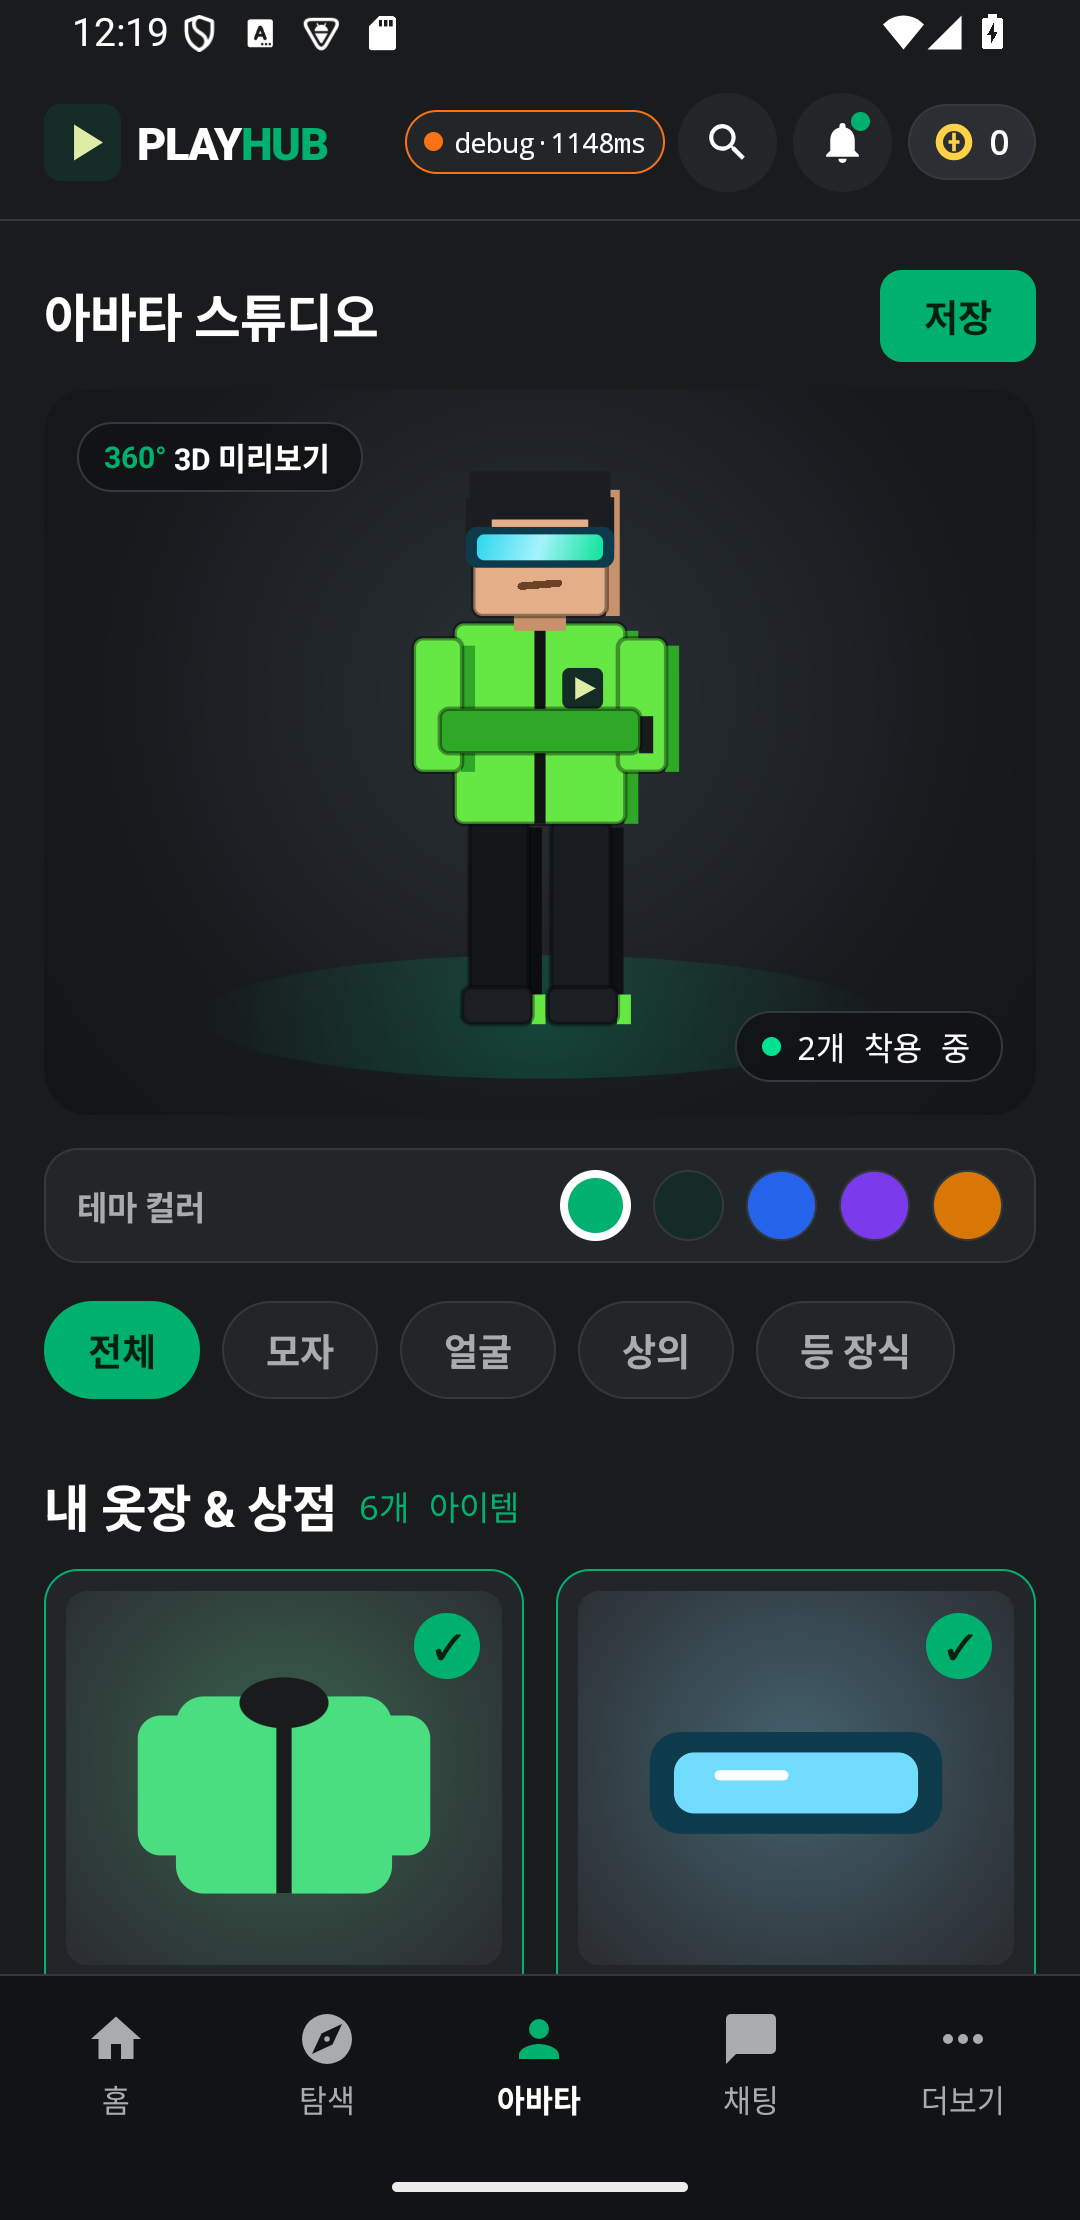 12:19
PLAYHUB
debug·1148ms
0
아바타 스튜디오
저장
360° 3D 미리보기
2개 착용 중
테마 컬러
전체
모자
얼굴
상의
등 장식
내 옷장 & 상점 6개 아이템
홈
탐색
아바타
채팅
더보기